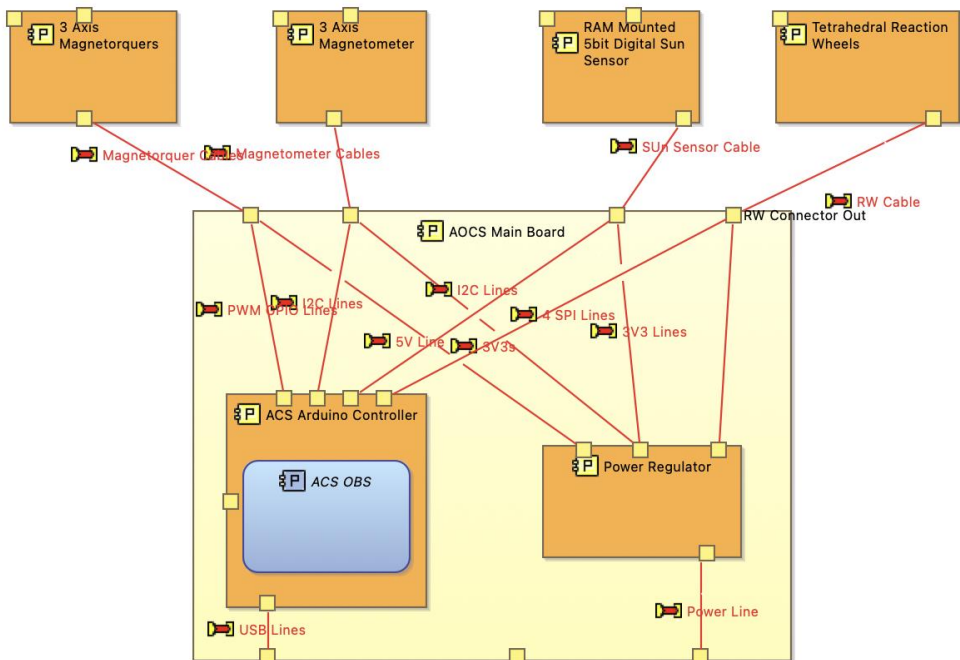 3 Axis
Magnetorquers
3 Axis
Magnetometer
RAM Mounted
5bit Digital Sun
Sensor
Tetrahedral Reaction
Wheels
Magnetorquer Cables
Magnetometer Cables
SUn Sensor Cable
RW Cable
RW Connector Out
AOCS Main Board
I2C Lines
I2C Lines
PWM GPIO Lines
4 SPI Lines
3V3 Lines
5V Line
3V3s
ACS Arduino Controller
ACS OBS
Power Regulator
Power Line
USB Lines